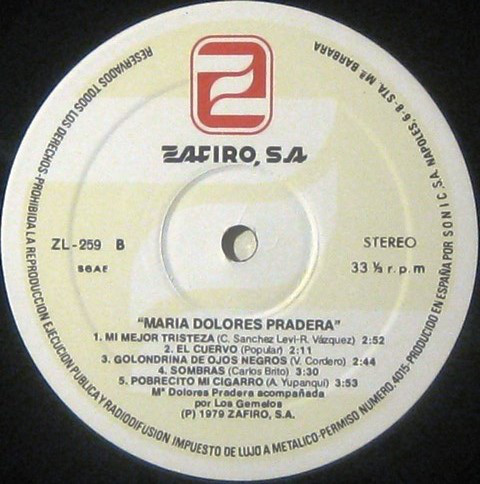 RESERVADOS TODOS LOS DERECHOS-PROHIBIDA LA REPRODUCCION EJECUCION PUBLICA Y RADIODIFUSION IMPUESTO DE LUJO A METALICO-PERMISO NUMERO.4015-PRODUCIDO EN ESPAÑA POR SONIC, S.A. NAPOLES, 6-8-STA. Mª BARBARA
ZAFIRO, S.A.
ZL-259 B
STEREO
SGAE
33 ⅓ r.p.m
"MARIA DOLORES PRADERA"
1. MI MEJOR TRISTEZA (C. Sanchez Levi-R. Vázquez) 2:52
2. EL CUERVO (Popular) 2:11
3. GOLONDRINA DE OJOS NEGROS (V. Cordero) 2:44
4. SOMBRAS (Carlos Brito) 3:30
5. POBRECITO MI CIGARRO (A. Yupanqui) 3:53
Mª Dolores Pradera acompañada
por Los Gemelos
(P) 1979 ZAFIRO, S.A.